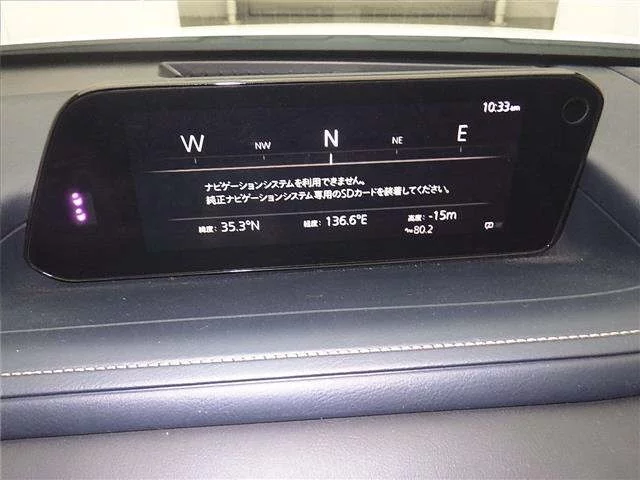 10:33am
W NW N NE E
ナビゲーションシステムを利用できません。
純正ナビゲーションシステム専用のSDカードを装着してください。
緯度： 35.3°N 経度： 136.6°E 高度： -15m
FM 80.2